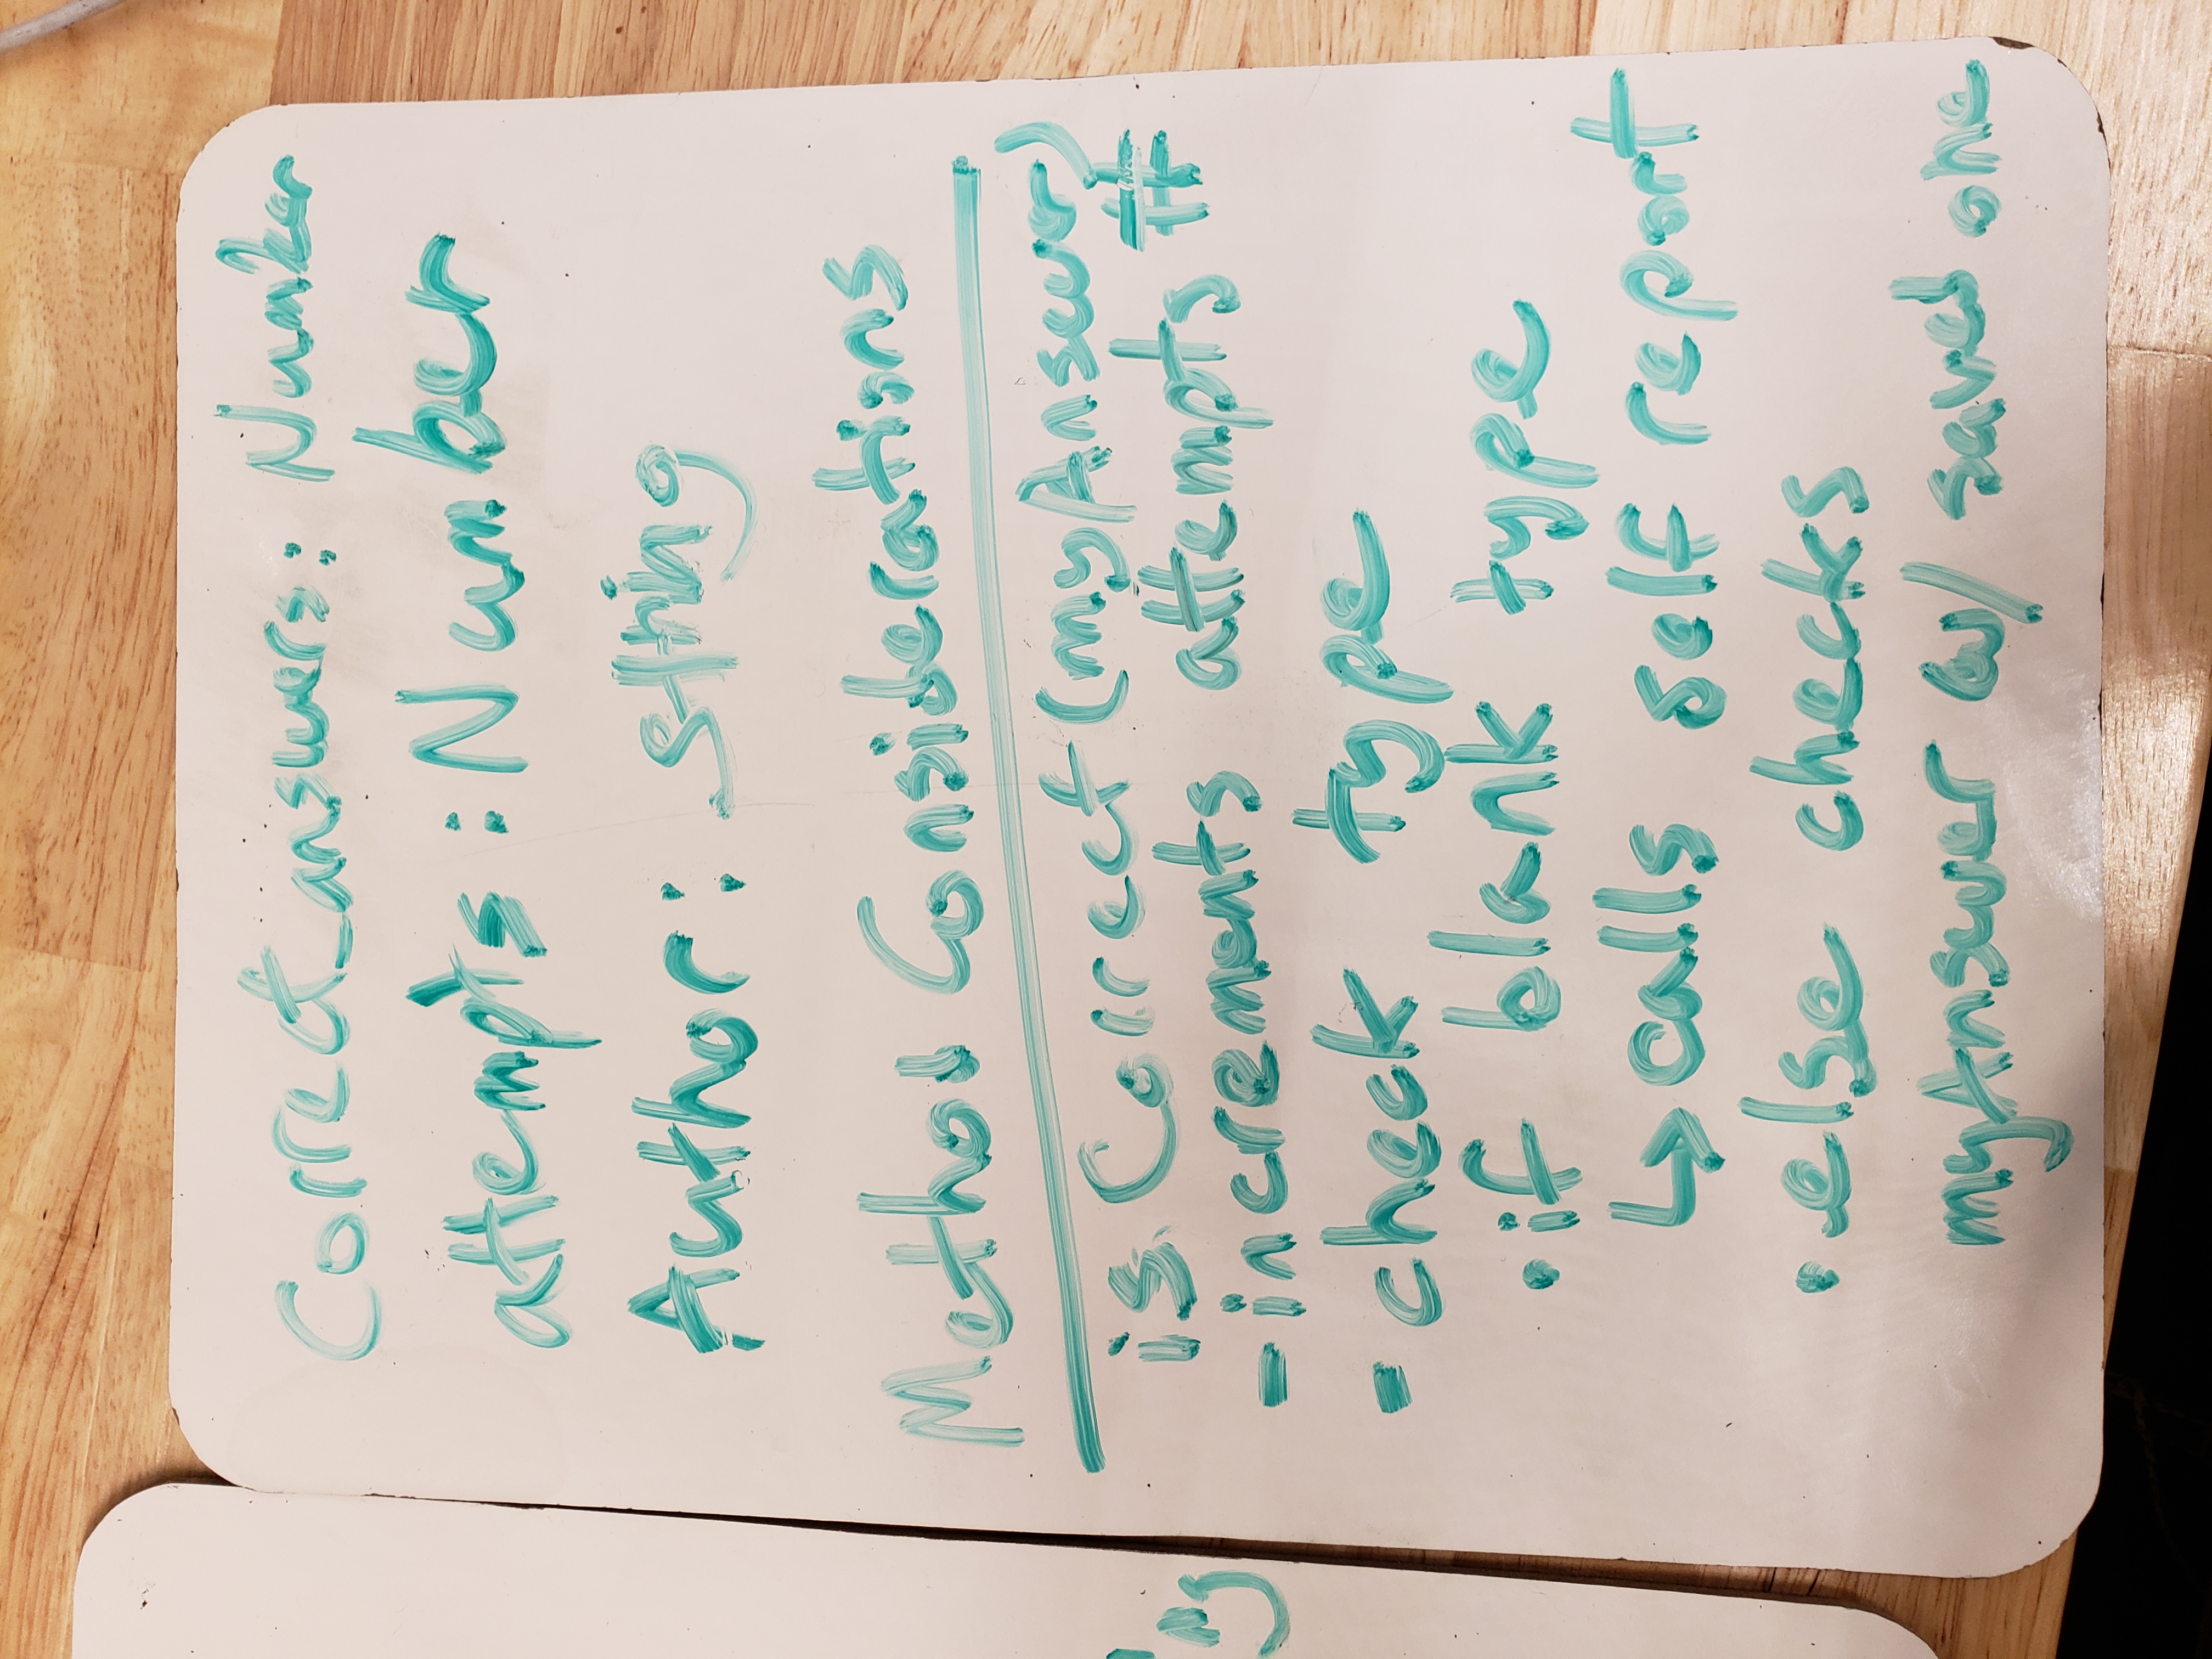 Correct_answers: Number
attempts: Number
Author: string
Method Considerations
isCorrect(myAnswer)
- increments attempts #
- check type
• if blank type
↳ calls self report
• else checks
myAnswer w/ saved one